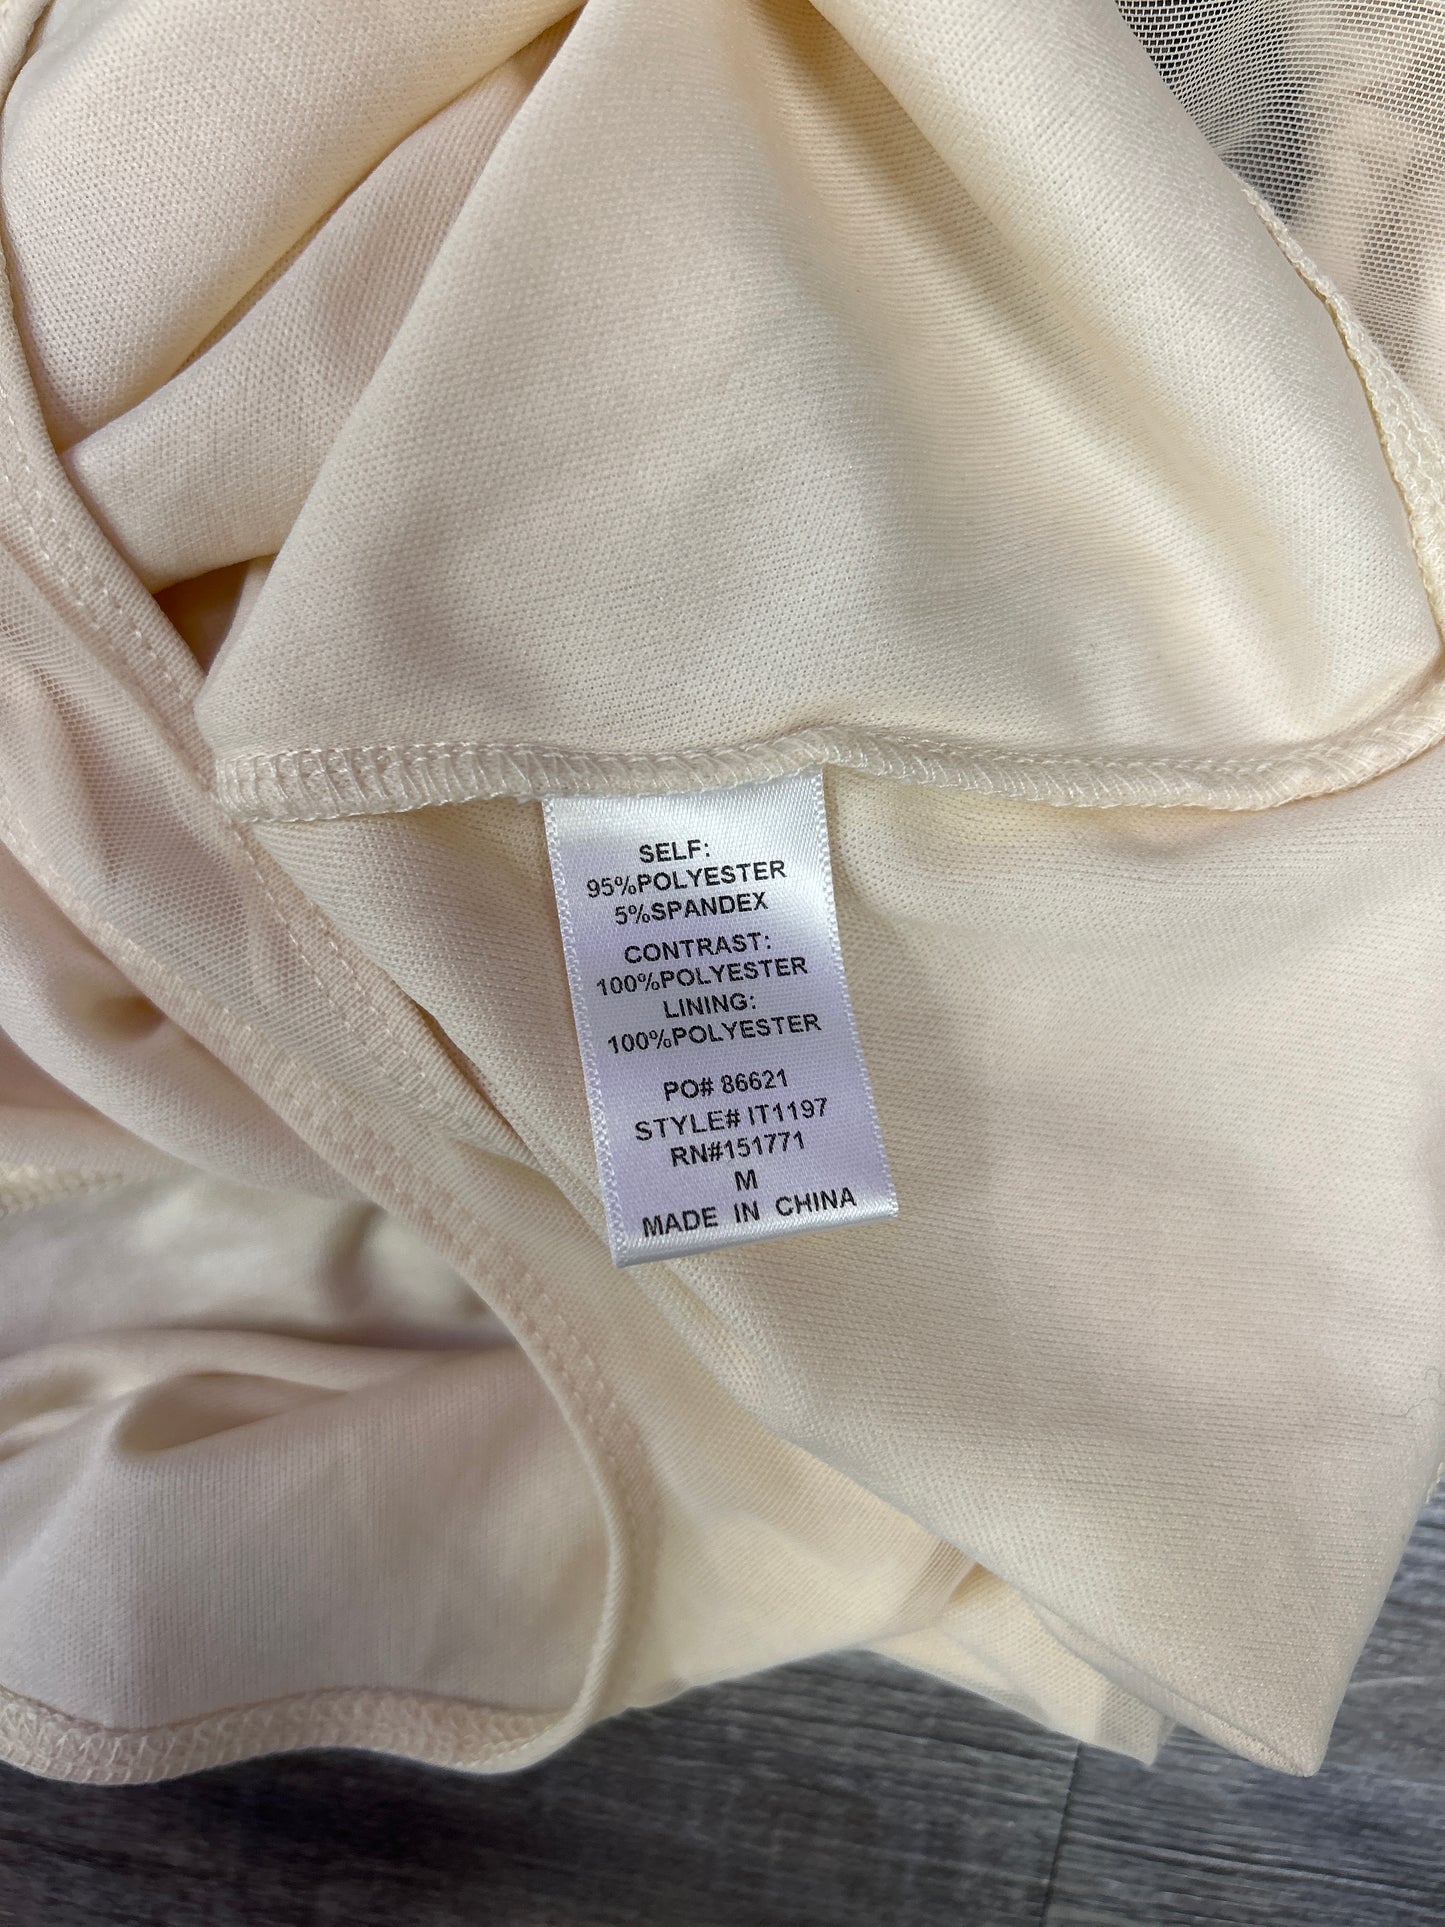 SELF:
95%POLYESTER
5%SPANDEX
CONTRAST:
100%POLYESTER
LINING:
100%POLYESTER
PO# 86621
STYLE# IT1197
RN#151771
M
MADE IN CHINA